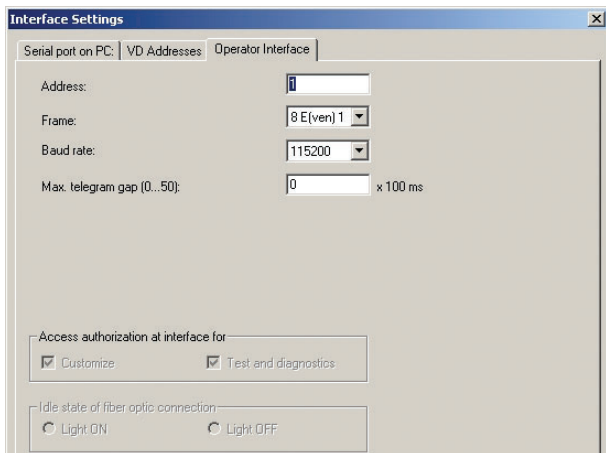 Interface Settings
Serial port on PC: VD Addresses Operator Interface
Address: 1
Frame: 8 E(ven) 1
Baud rate: 115200
Max. telegram gap (0...50): 0 x 100 ms
Access authorization at interface for
Customize Test and diagnostics
Idle state of fiber optic connection
Light ON Light OFF